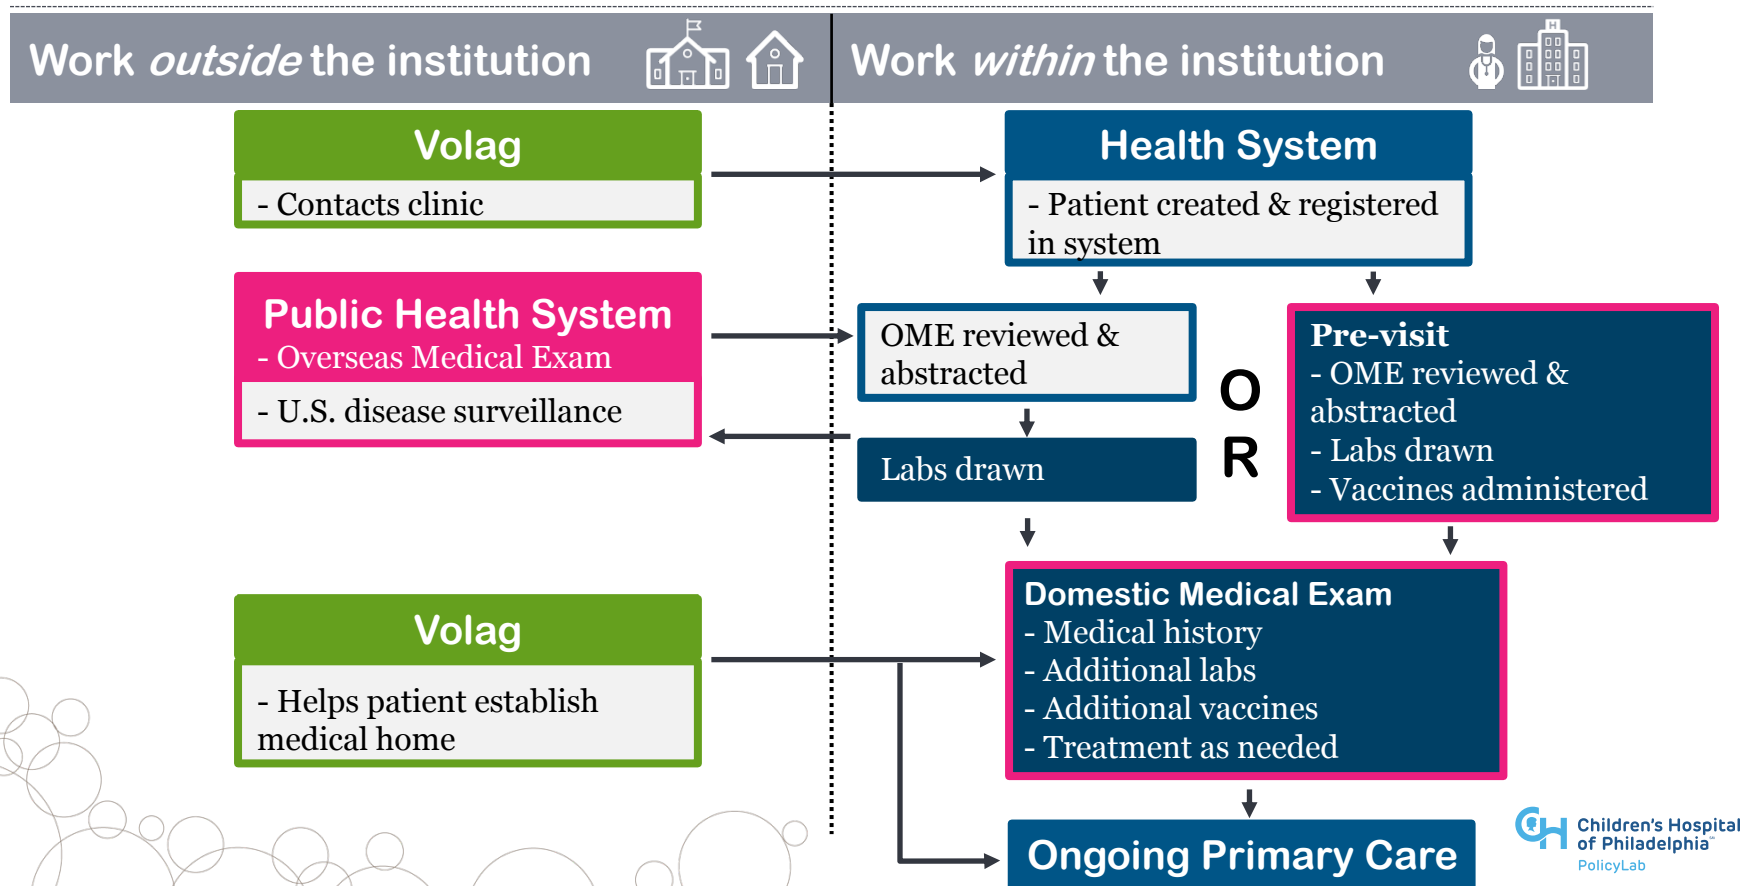 Work outside the institution
Work within the institution
H
Volag
- Contacts clinic
Health System
- Patient created & registered
in system
Public Health System
- Overseas Medical Exam
- U.S. disease surveillance
OME reviewed &
abstracted
Labs drawn
O
R
Pre-visit
- OME reviewed &
abstracted
- Labs drawn
- Vaccines administered
Volag
- Helps patient establish
medical home
Domestic Medical Exam
- Medical history
- Additional labs
- Additional vaccines
- Treatment as needed
Ongoing Primary Care
CH
Children's Hospital
of Philadelphia℠
PolicyLab